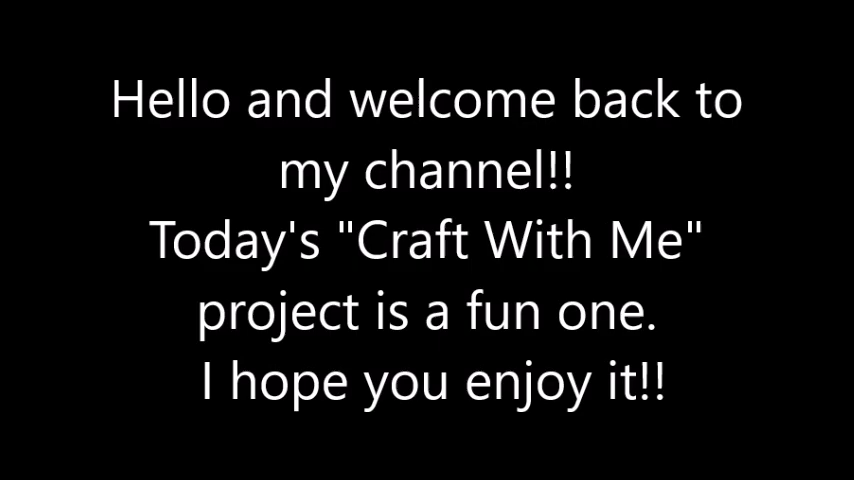 Hello and welcome back to
my channel!!
Today's "Craft With Me"
project is a fun one.
I hope you enjoy it!!